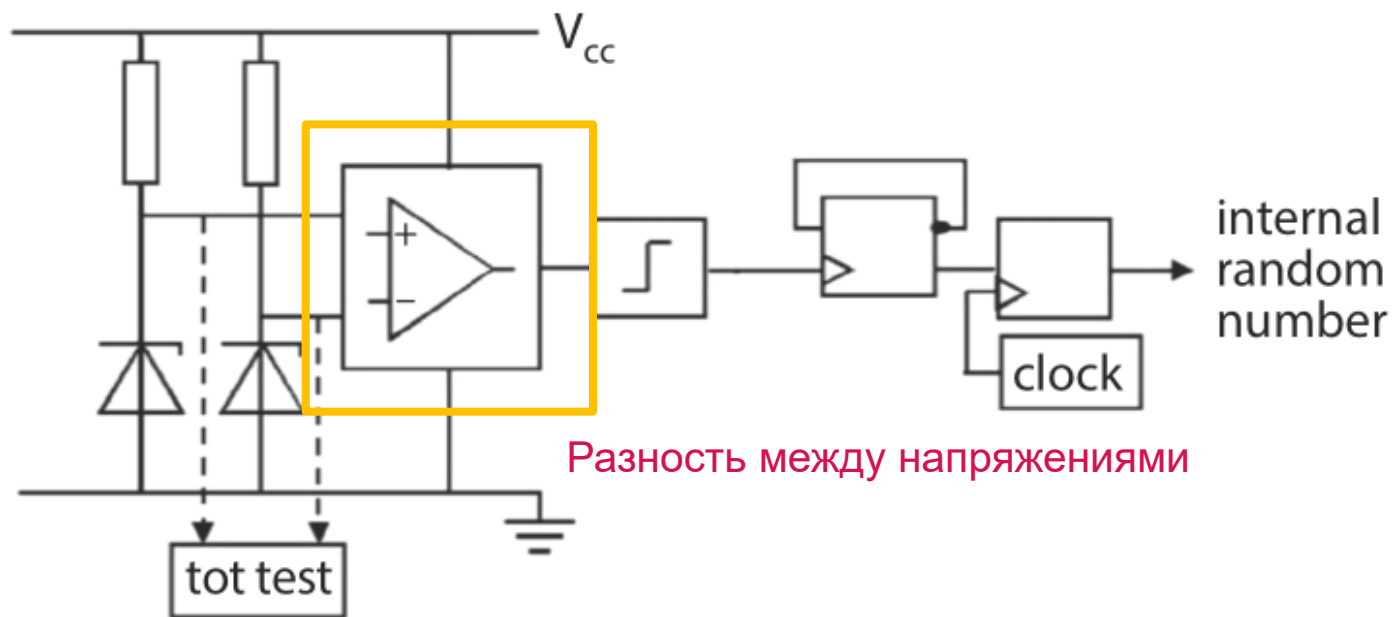 Vcc
+
−
internal
random
number
clock
Разность между напряжениями
tot test